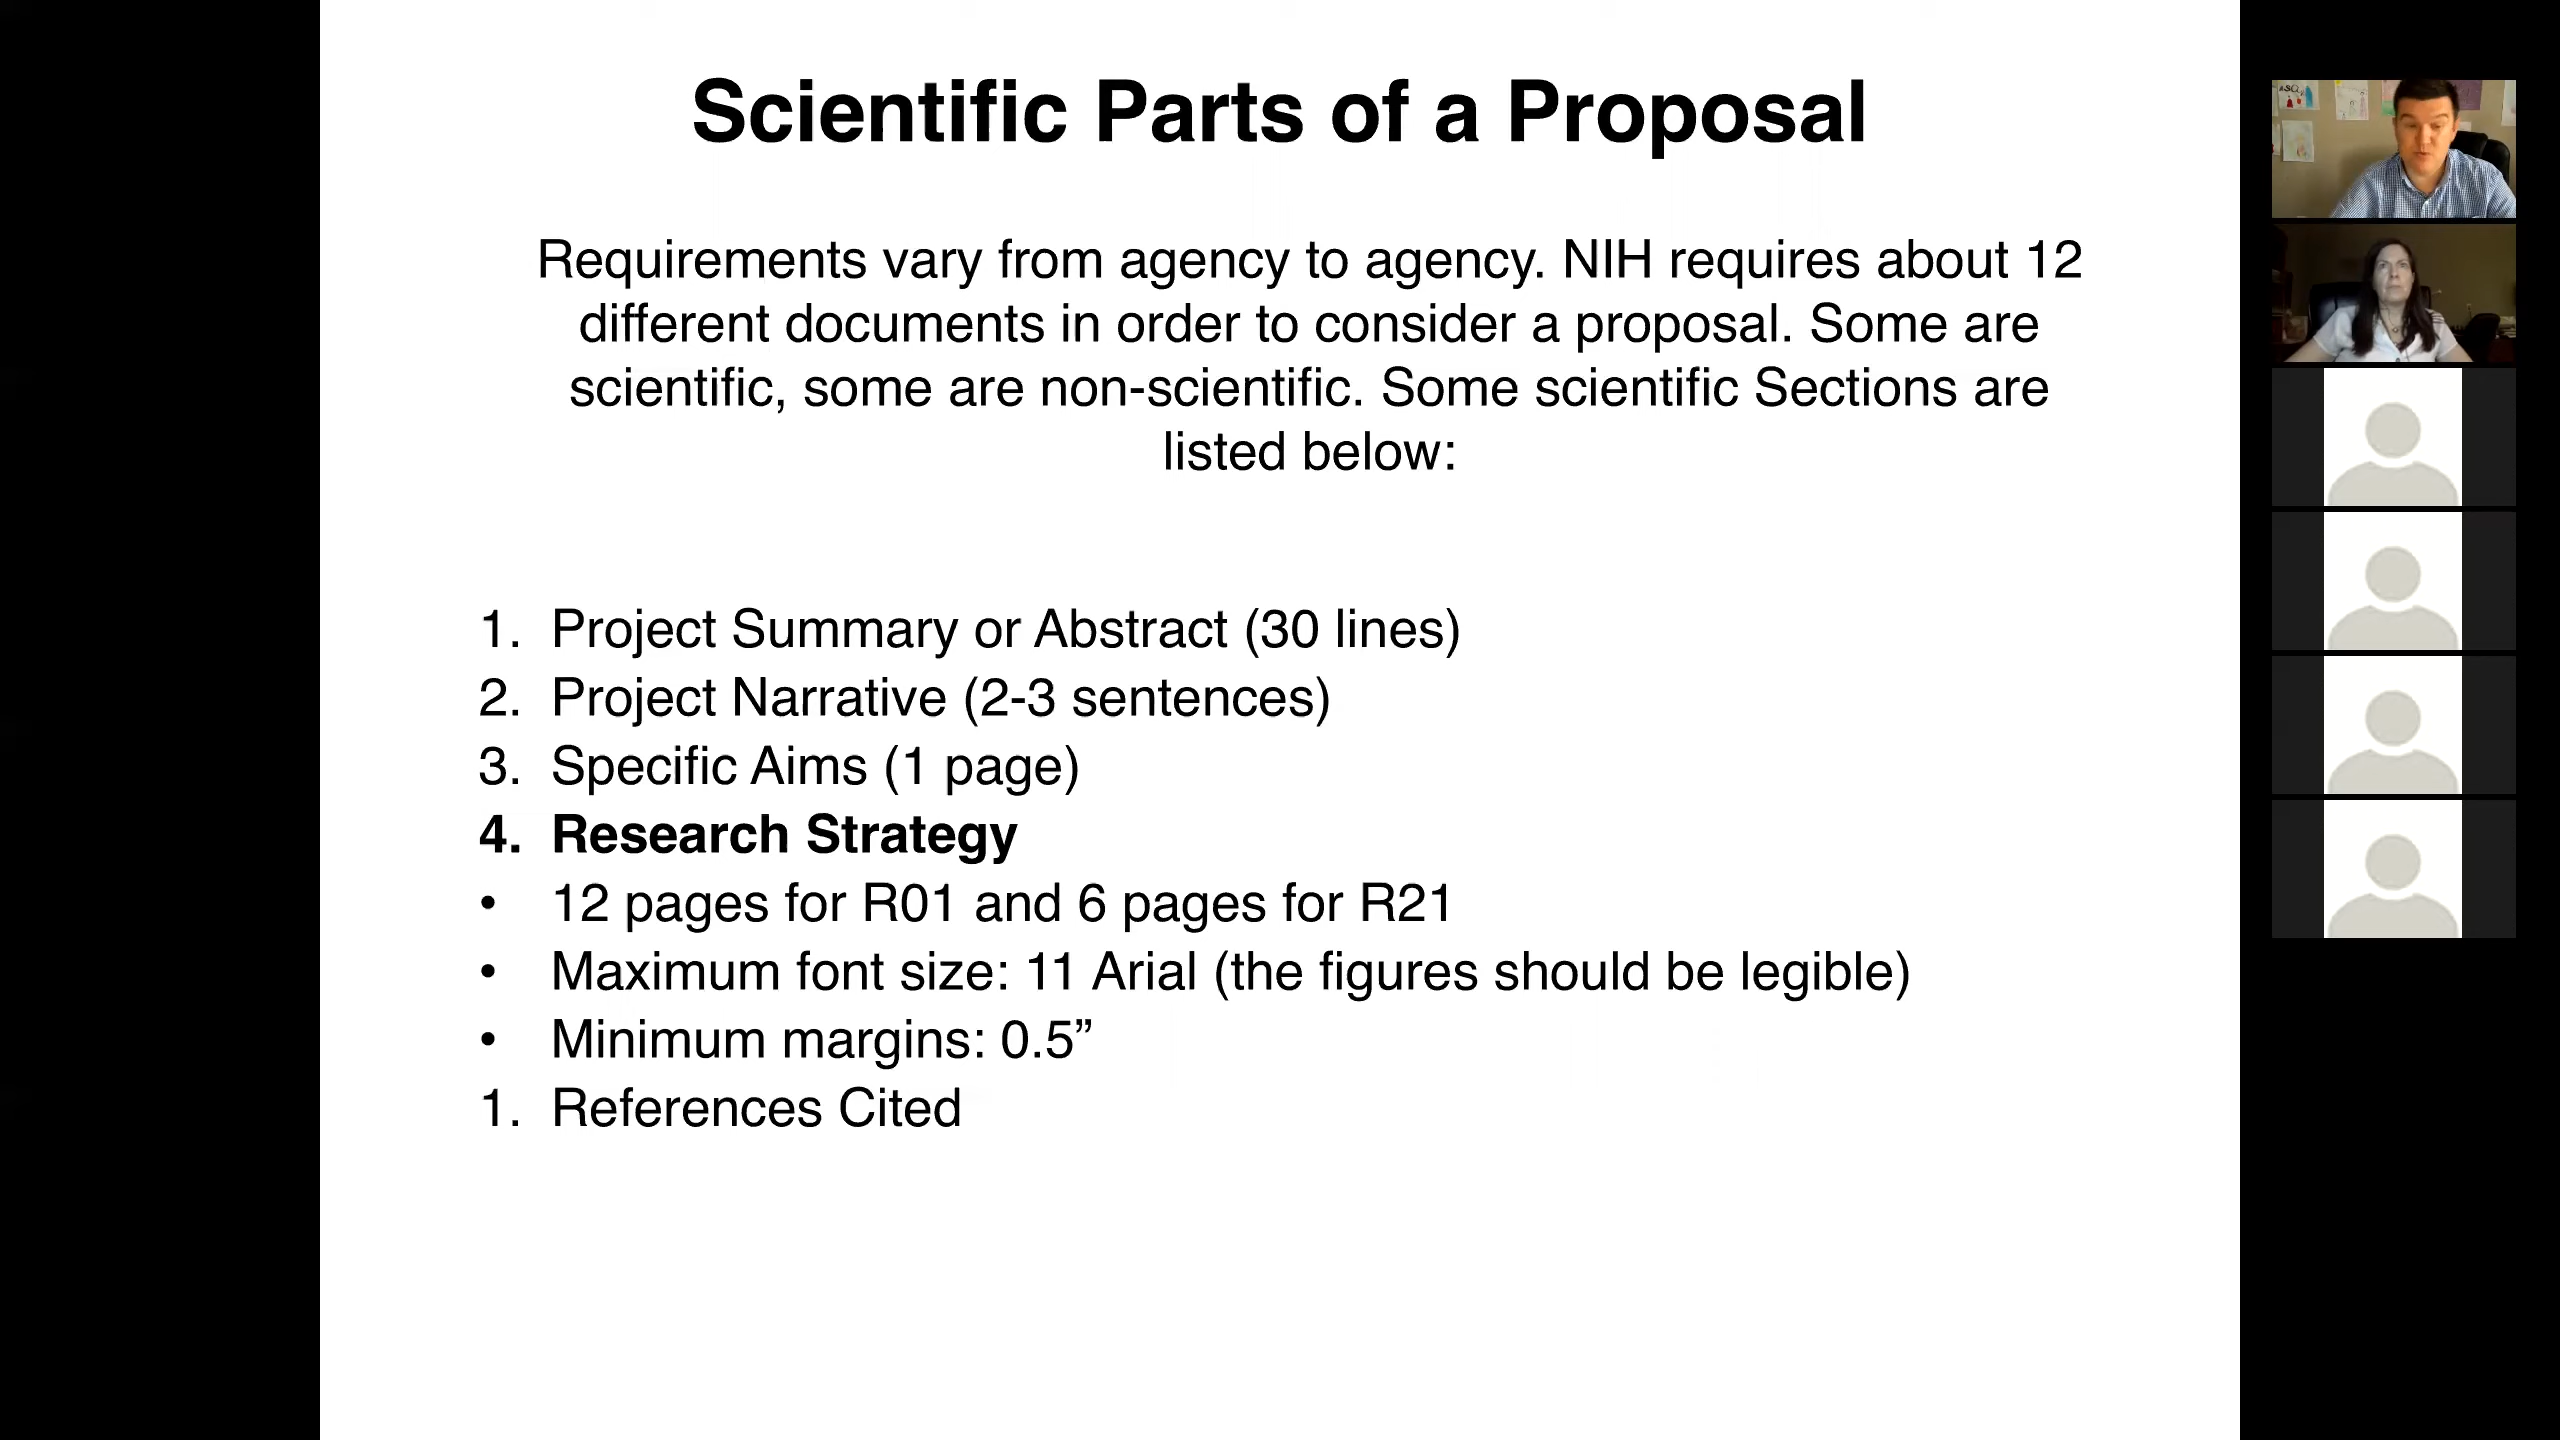 Scientific Parts of a Proposal
Requirements vary from agency to agency. NIH requires about 12
different documents in order to consider a proposal. Some are
scientific, some are non-scientific. Some scientific Sections are
listed below:
1. Project Summary or Abstract (30 lines)
2. Project Narrative (2-3 sentences)
3. Specific Aims (1 page)
4. Research Strategy
• 12 pages for R01 and 6 pages for R21
• Maximum font size: 11 Arial (the figures should be legible)
• Minimum margins: 0.5”
1. References Cited